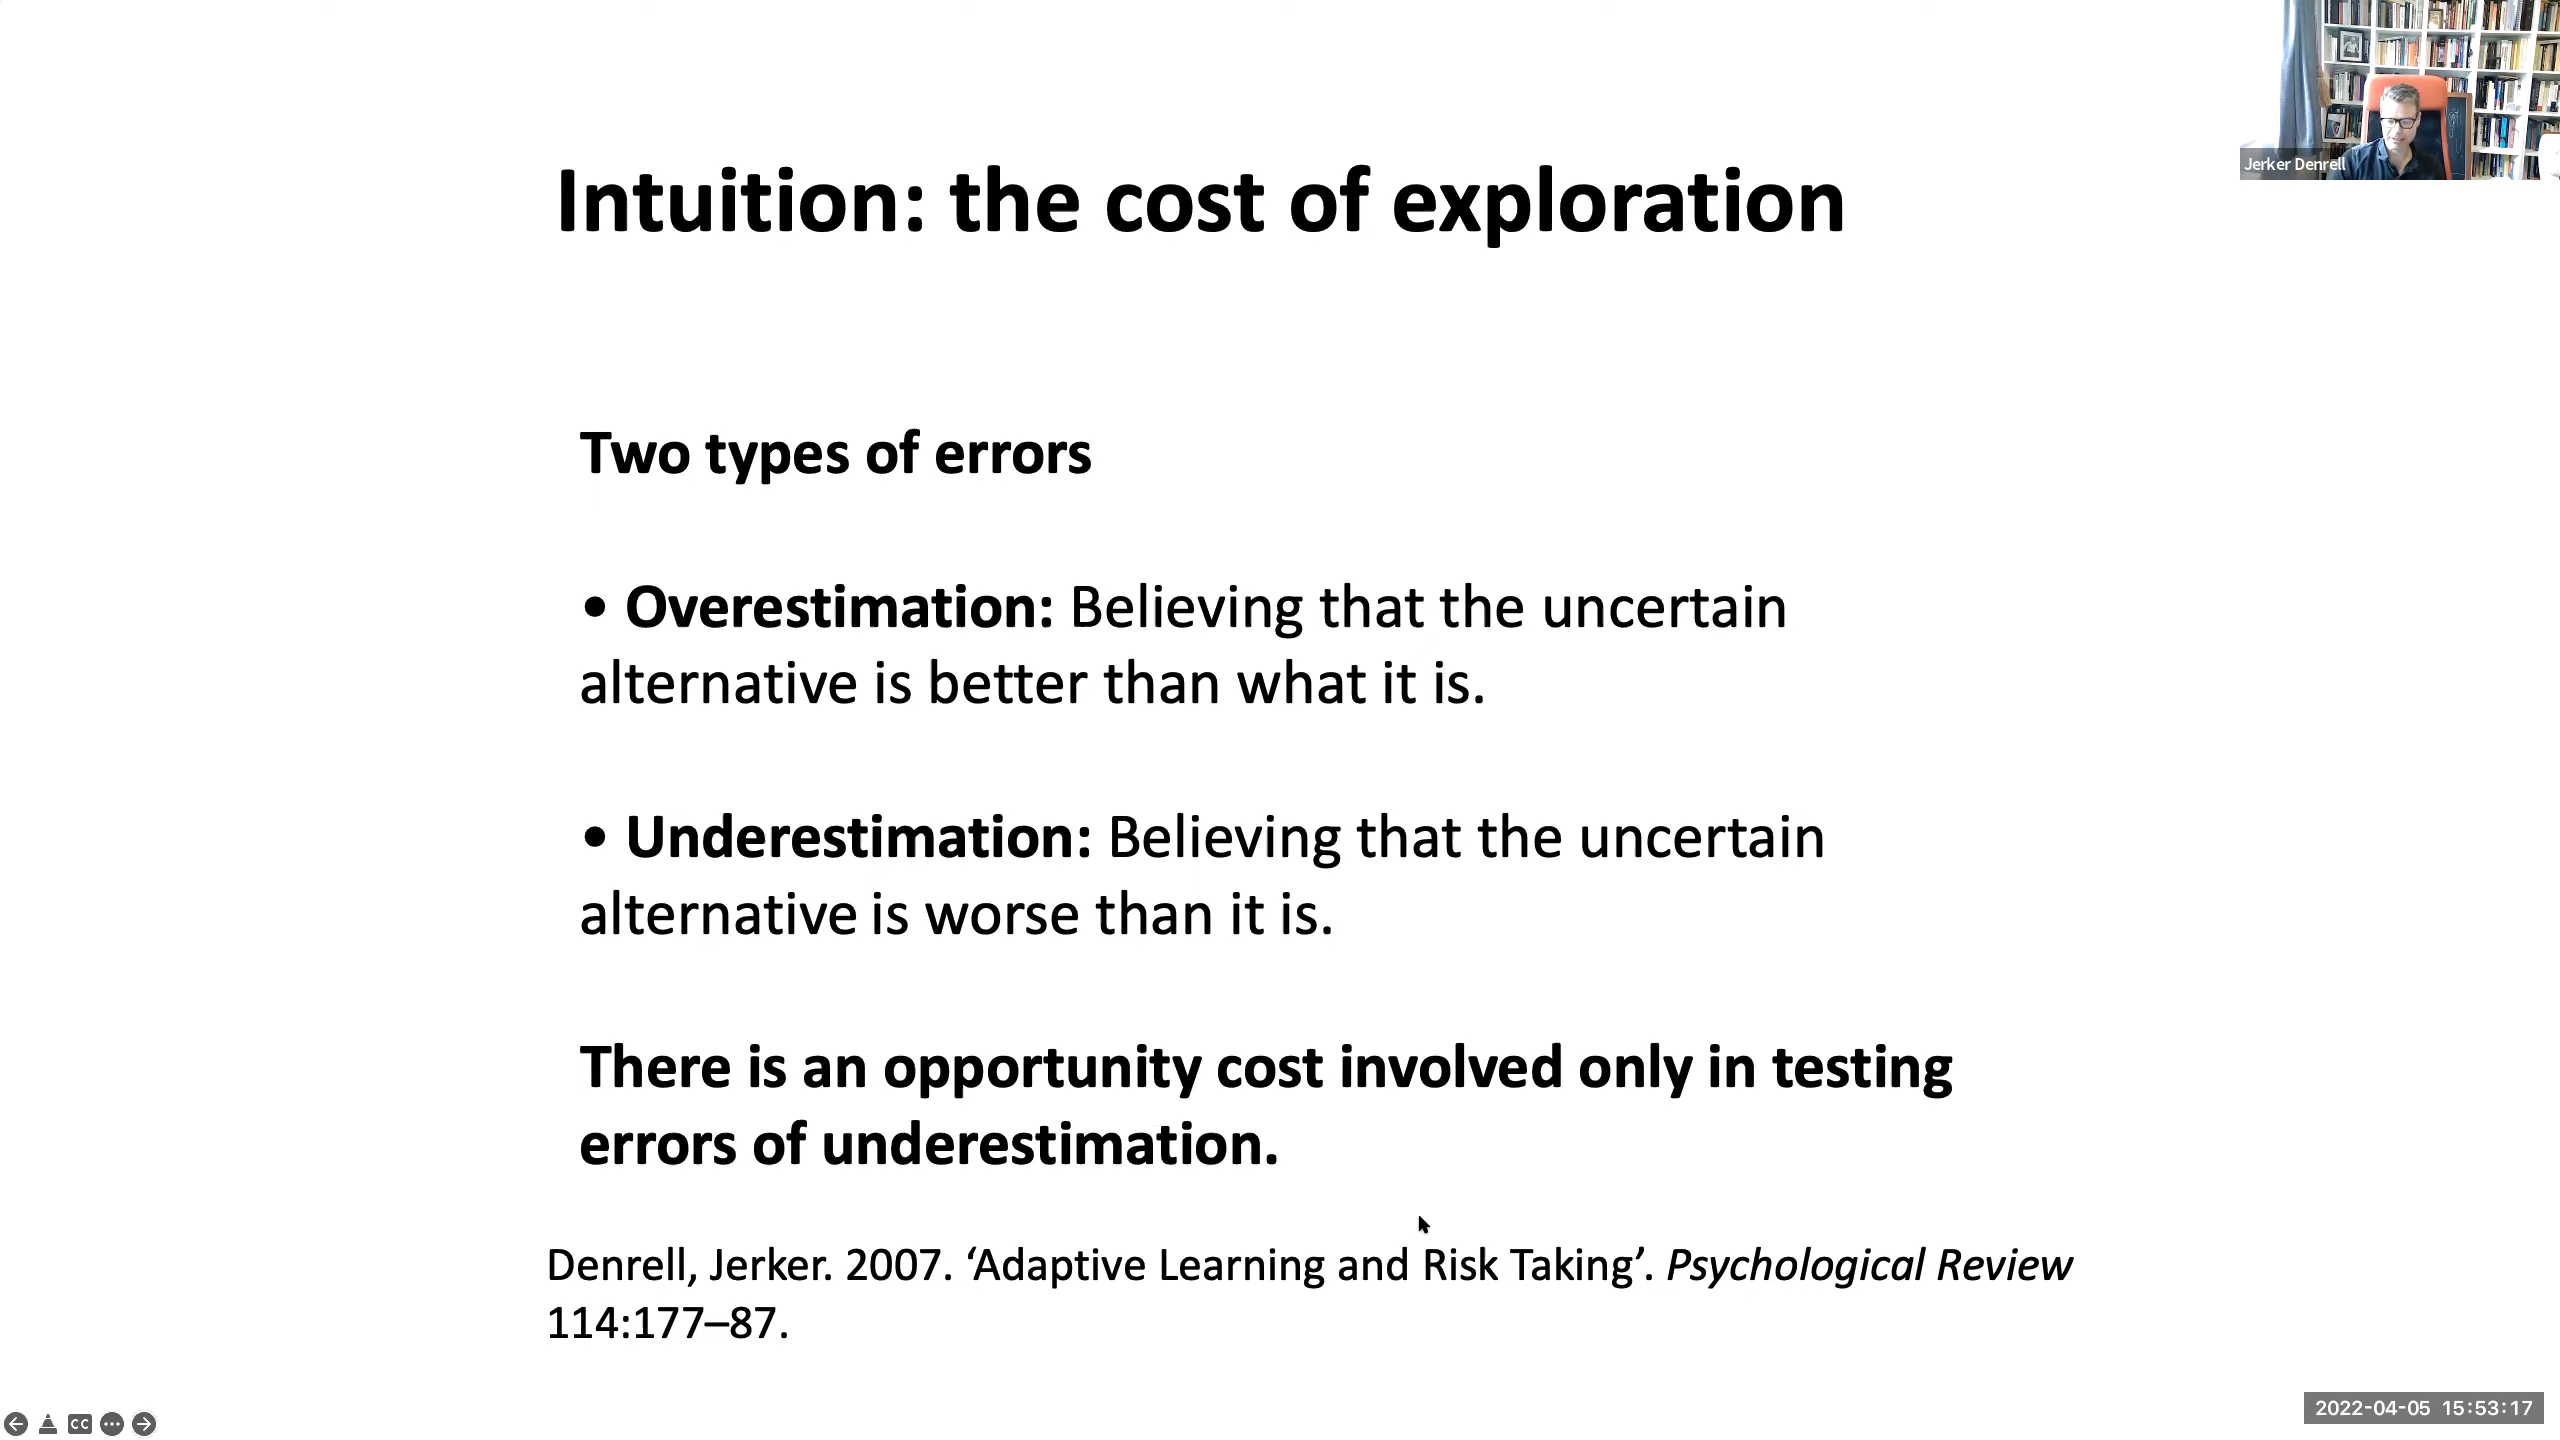 Jerker Denrell
Intuition: the cost of exploration
Two types of errors
• Overestimation: Believing that the uncertain
alternative is better than what it is.
• Underestimation: Believing that the uncertain
alternative is worse than it is.
There is an opportunity cost involved only in testing
errors of underestimation.
Denrell, Jerker. 2007. ‘Adaptive Learning and Risk Taking’. Psychological Review
114:177–87.
CC
2022-04-05 15:53:17